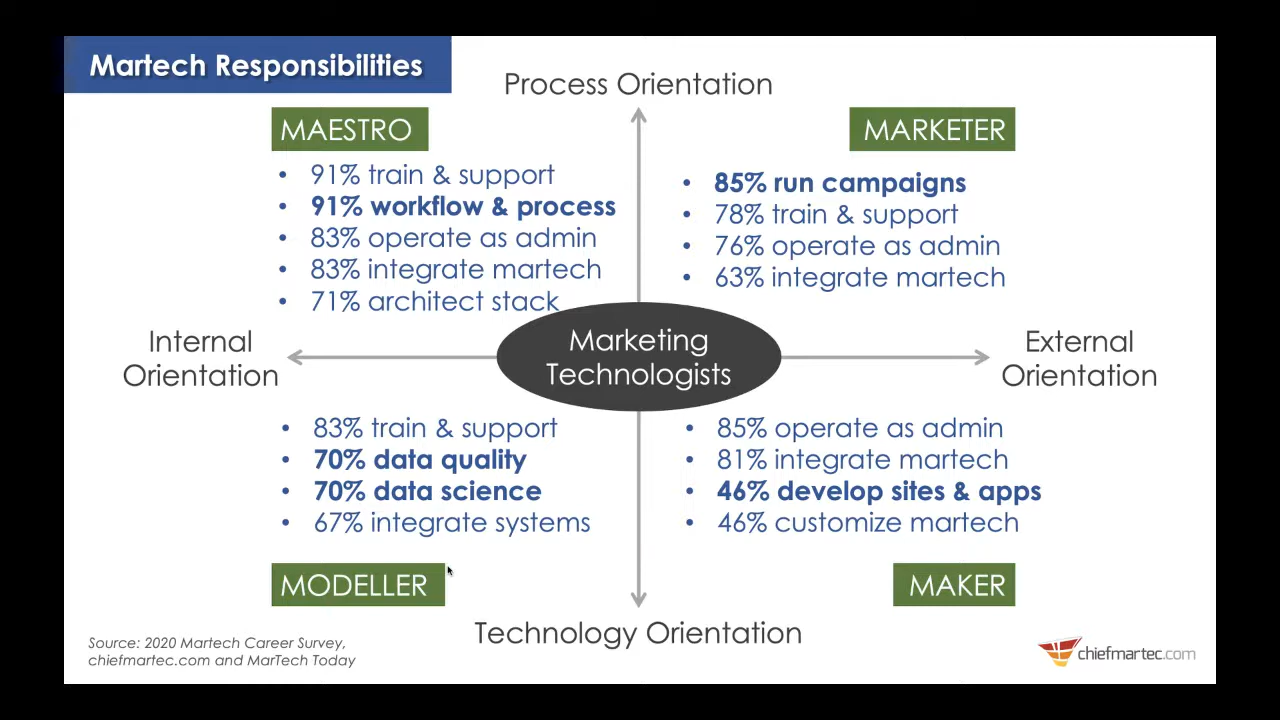 Martech Responsibilities
Process Orientation
MAESTRO
• 91% train & support
• 91% workflow & process
• 83% operate as admin
• 83% integrate martech
• 71% architect stack
MARKETER
• 85% run campaigns
• 78% train & support
• 76% operate as admin
• 63% integrate martech
Internal
Orientation
Marketing
Technologists
External
Orientation
• 83% train & support
• 70% data quality
• 70% data science
• 67% integrate systems
MODELLER
• 85% operate as admin
• 81% integrate martech
• 46% develop sites & apps
• 46% customize martech
MAKER
Technology Orientation
Source: 2020 Martech Career Survey,
chiefmartec.com and MarTech Today
chiefmartec.com